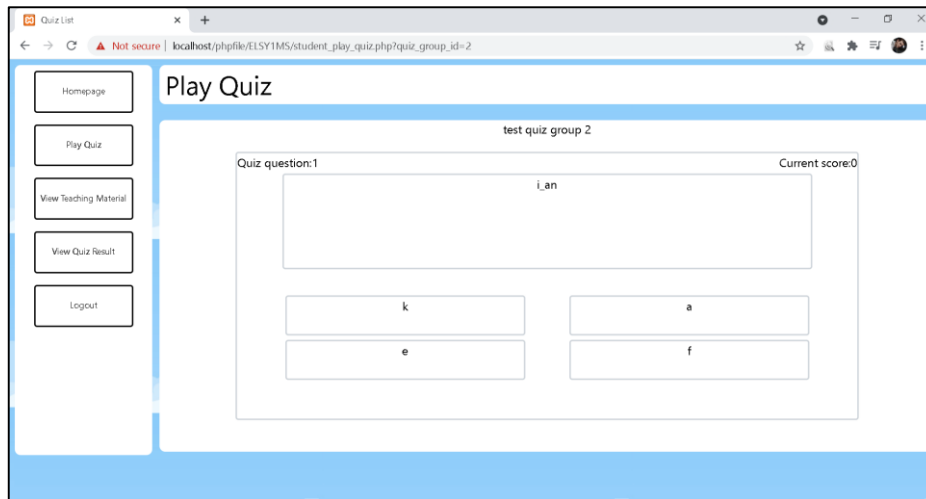 Quiz List
Not secure | localhost/phpfile/ELSY1MS/student_play_quiz.php?quiz_group_id=2
Homepage
Play Quiz
View Teaching Material
View Quiz Result
Logout
Play Quiz
test quiz group 2
Quiz question:1 Current score:0
i_an
k a
e f